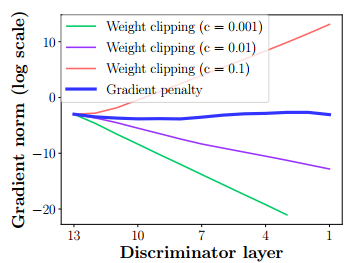 Weight clipping (c = 0.001)
Weight clipping (c = 0.01)
Weight clipping (c = 0.1)
Gradient penalty
Gradient norm (log scale)
10
0
−10
−20
13
10
7
4
1
Discriminator layer